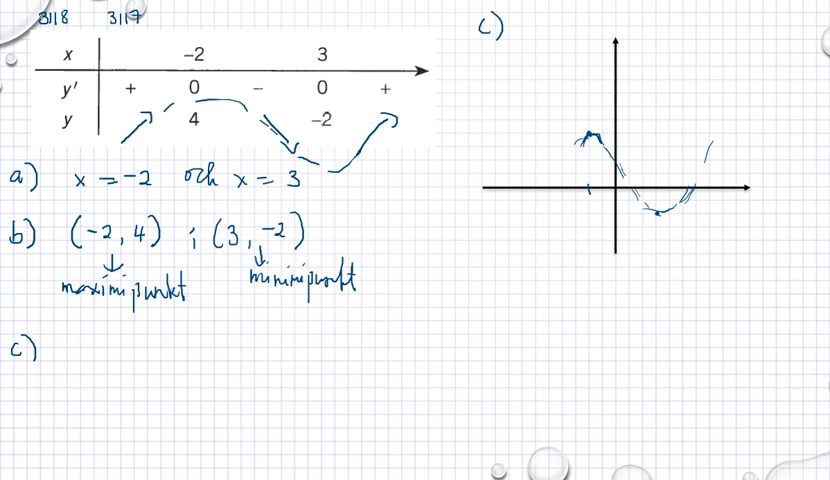 3118 3117
x -2 3
y' + 0 - 0 +
y 4 -2
a) x = -2 och x = 3
b) (-2, 4) ; (3, -2)
maximipunkt minimipunkt
c)
c)